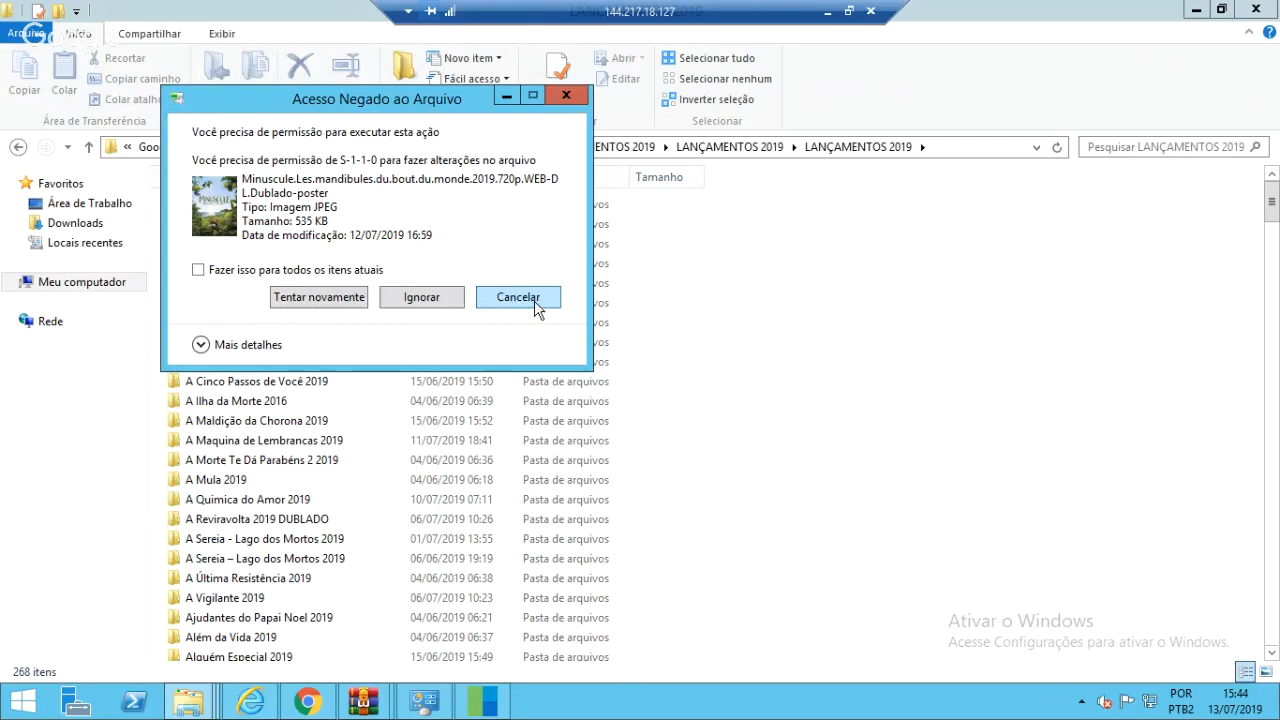 144.217.18.127
Arquivo
Início
Compartilhar
Exibir
Copiar
Colar
Recortar
Copiar caminho
Colar atalho
Área de Transferência
Novo item
Fácil acesso
Abrir
Editar
Selecionar tudo
Selecionar nenhum
Inverter seleção
Selecionar
Acesso Negado ao Arquivo
Você precisa de permissão para executar esta ação
Você precisa de permissão de S-1-1-0 para fazer alterações no arquivo
MINUSCULE
Minuscule.Les.mandibules.du.bout.du.monde.2019.720p.WEB-D
L.Dublado-poster
Tipo: Imagem JPEG
Tamanho: 535 KB
Data de modificação: 12/07/2019 16:59
Fazer isso para todos os itens atuais
Tentar novamente
Ignorar
Cancelar
Mais detalhes
« Goo
ENTOS 2019
LANÇAMENTOS 2019
LANÇAMENTOS 2019
Pesquisar LANÇAMENTOS 2019
Tamanho
Favoritos
Área de Trabalho
Downloads
Locais recentes
Meu computador
Rede
A Cinco Passos de Você 2019 15/06/2019 15:50 Pasta de arquivos
A Ilha da Morte 2016 04/06/2019 06:39 Pasta de arquivos
A Maldição da Chorona 2019 15/06/2019 15:52 Pasta de arquivos
A Maquina de Lembrancas 2019 11/07/2019 18:41 Pasta de arquivos
A Morte Te Dá Parabéns 2 2019 04/06/2019 06:36 Pasta de arquivos
A Mula 2019 04/06/2019 06:18 Pasta de arquivos
A Quimica do Amor 2019 10/07/2019 07:11 Pasta de arquivos
A Reviravolta 2019 DUBLADO 06/07/2019 10:26 Pasta de arquivos
A Sereia - Lago dos Mortos 2019 01/07/2019 13:55 Pasta de arquivos
A Sereia – Lago dos Mortos 2019 06/06/2019 19:19 Pasta de arquivos
A Última Resistência 2019 04/06/2019 06:38 Pasta de arquivos
A Vigilante 2019 06/07/2019 10:23 Pasta de arquivos
Ajudantes do Papai Noel 2019 04/06/2019 06:21 Pasta de arquivos
Além da Vida 2019 04/06/2019 06:37 Pasta de arquivos
Alguém Especial 2019 15/06/2019 15:49 Pasta de arquivos
Ativar o Windows
Acesse Configurações para ativar o Windows.
268 itens
POR
PTB2
15:44
13/07/2019